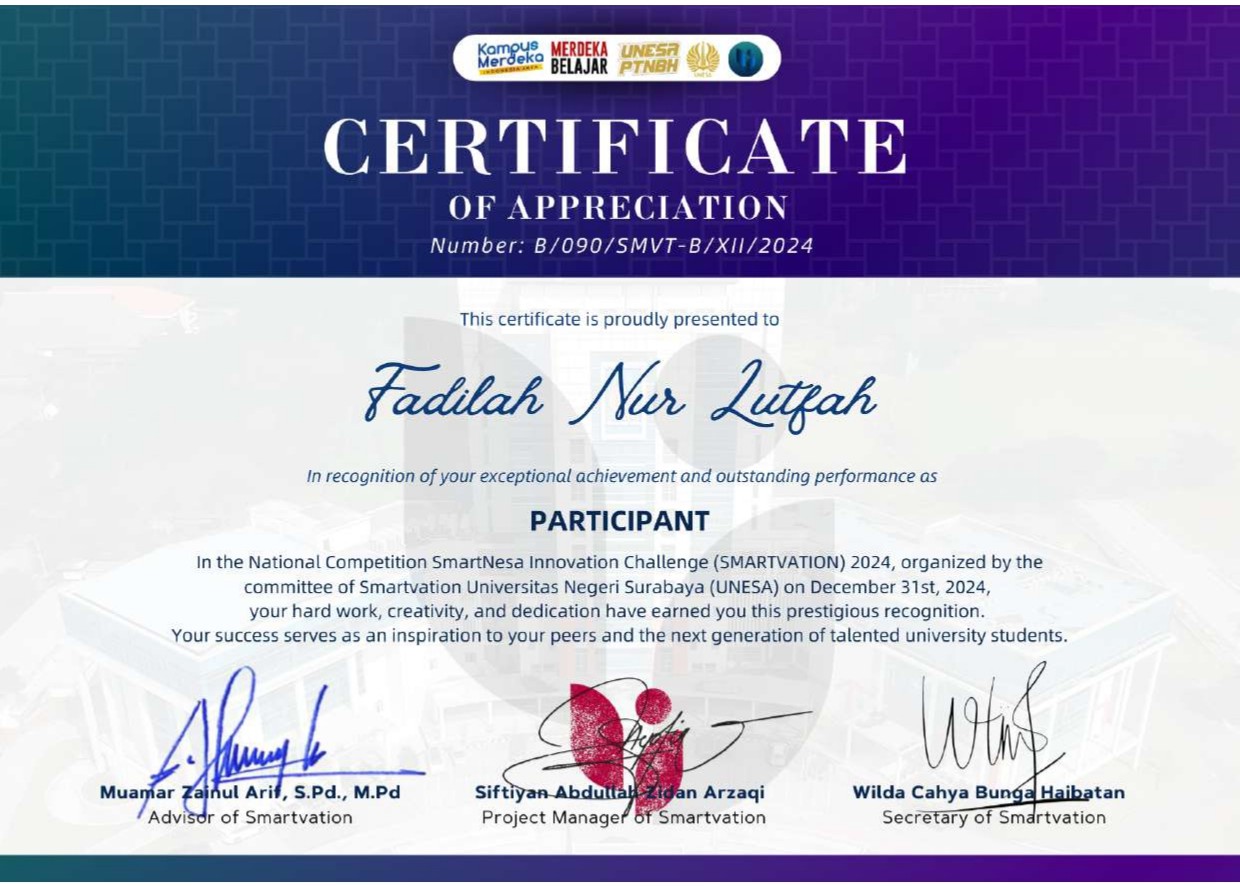 Kampus Merdeka INDONESIA JAYA
MERDEKA BELAJAR
UNESA PTNBH
UNESA
CERTIFICATE
OF APPRECIATION
Number: B/090/SMVT-B/XII/2024
This certificate is proudly presented to
Fadilah Nur Lutfah
In recognition of your exceptional achievement and outstanding performance as
PARTICIPANT
In the National Competition SmartNesa Innovation Challenge (SMARTVATION) 2024, organized by the
committee of Smartvation Universitas Negeri Surabaya (UNESA) on December 31st, 2024,
your hard work, creativity, and dedication have earned you this prestigious recognition.
Your success serves as an inspiration to your peers and the next generation of talented university students.
Muamar Zainul Arif, S.Pd., M.Pd
Advisor of Smartvation
Siftiyan Abdullah Zidan Arzaqi
Project Manager of Smartvation
Wilda Cahya Bunga Haibatan
Secretary of Smartvation